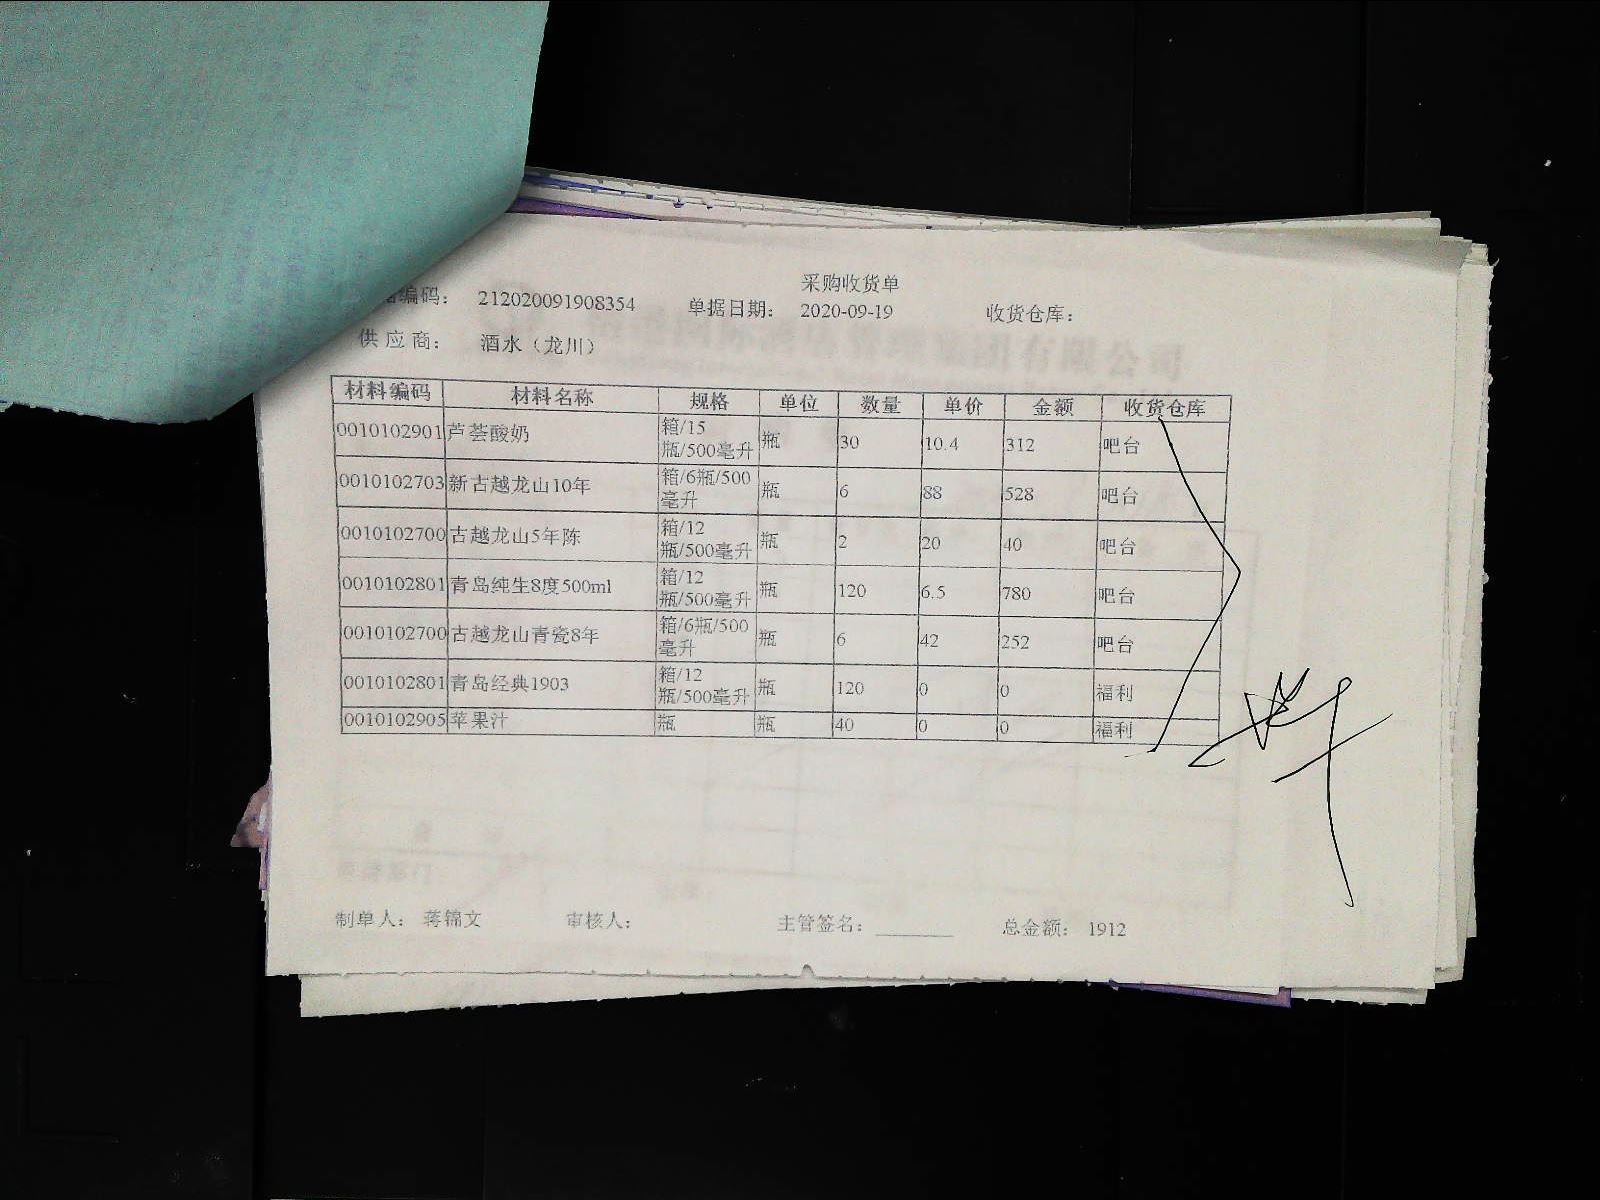 采购收货单
编码： 212020091908354 单据日期： 2020-09-19 收货仓库：
供应商： 酒水（龙川）
材料编码 材料名称 规格 单位 数量 单价 金额 收货仓库
0010102901 芦荟酸奶 箱/15瓶/500毫升 瓶 30 10.4 312 吧台
0010102703 新古越龙山10年 箱/6瓶/500毫升 瓶 6 88 528 吧台
0010102700 古越龙山5年陈 箱/12瓶/500毫升 瓶 2 20 40 吧台
0010102801 青岛纯生8度500ml 箱/12瓶/500毫升 瓶 120 6.5 780 吧台
0010102700 古越龙山青瓷8年 箱/6瓶/500毫升 瓶 6 42 252 吧台
0010102801 青岛经典1903 箱/12瓶/500毫升 瓶 120 0 0 福利
0010102905 苹果汁 瓶 瓶 40 0 0 福利
制单人： 蒋锦文 审核人： 主管签名： 总金额： 1912